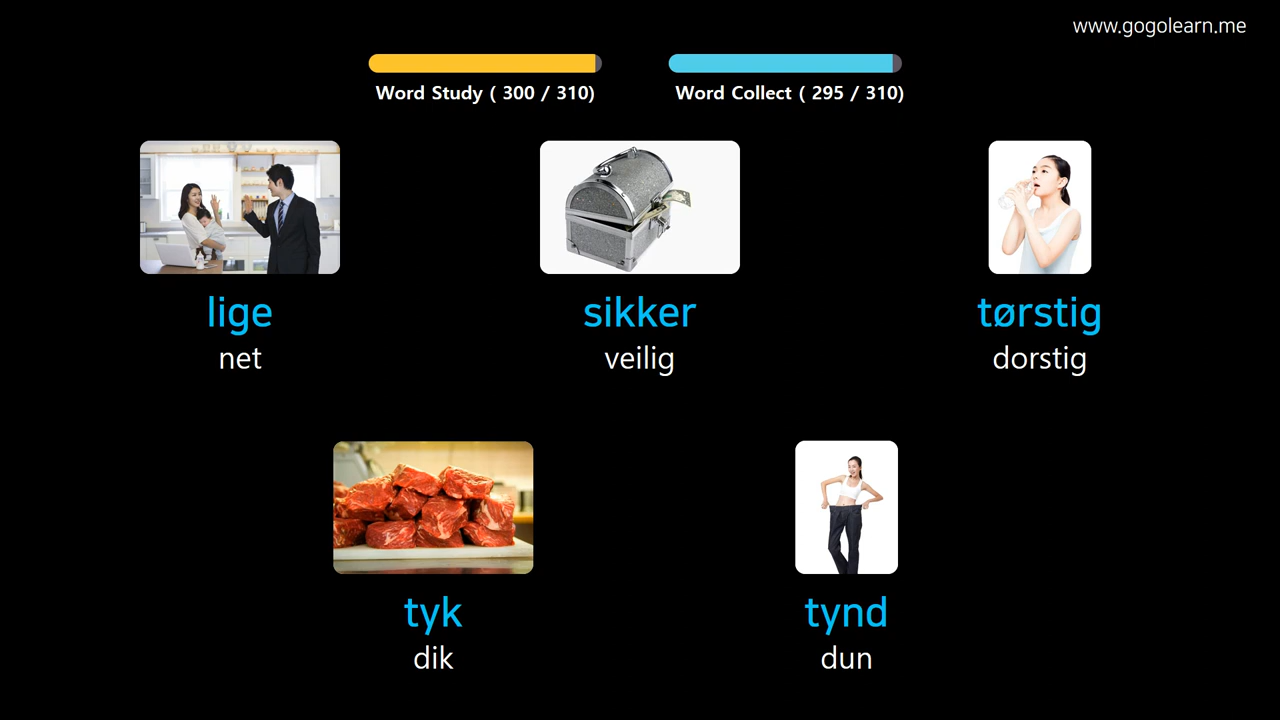 www.gogolearn.me
Word Study ( 300 / 310)
Word Collect ( 295 / 310)
lige
net
sikker
veilig
tørstig
dorstig
tyk
dik
tynd
dun